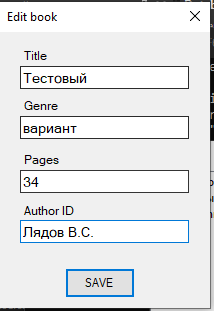 Edit book
Title
Тестовый
Genre
вариант
Pages
34
Author ID
Лядов В.С.
SAVE